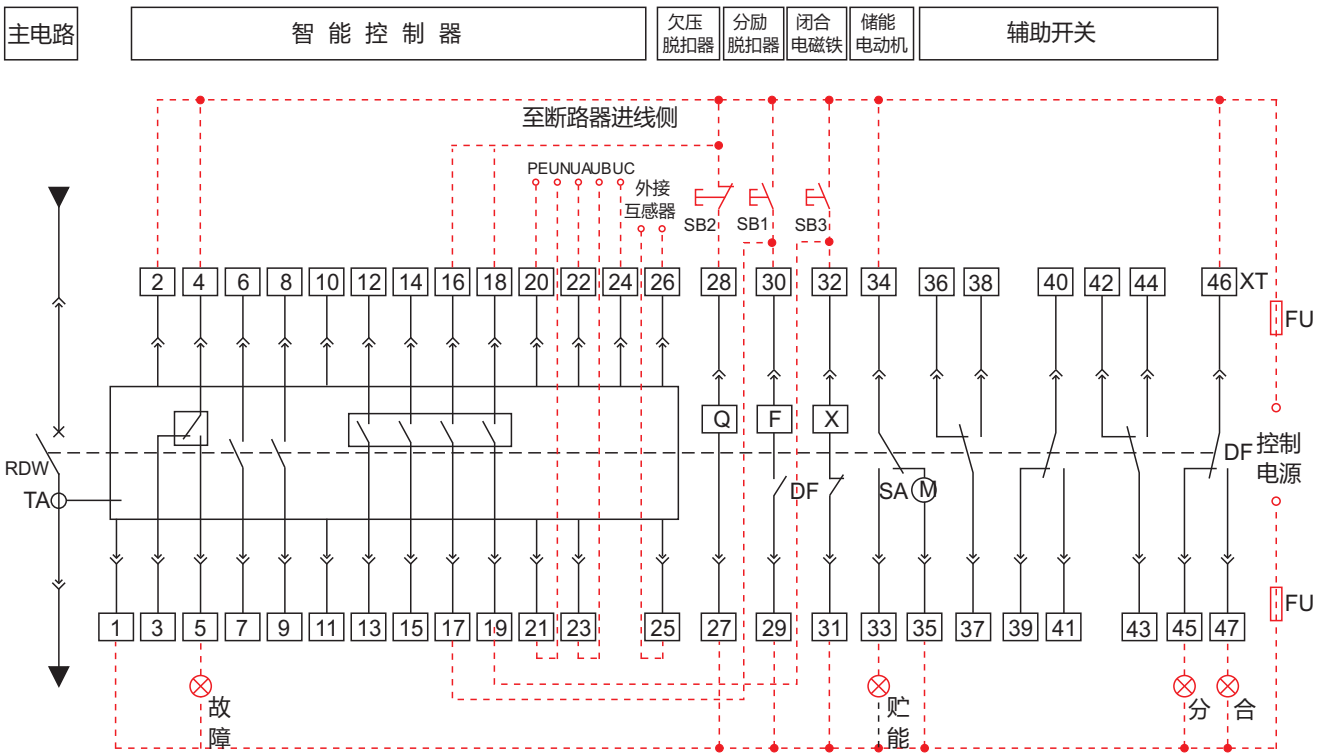 主电路
智能控制器
欠压
脱扣器
分励
脱扣器
闭合
电磁铁
储能
电动机
辅助开关
至断路器进线侧
PE UN UA UB UC
外接
互感器
SB2 SB1 SB3
2 4 6 8 10 12 14 16 18 20 22 24 26 28 30 32 34 36 38 40 42 44 46 XT
FU
Q F X
RDW
DF
控制
电源
TA
DF
SA M
FU
1 3 5 7 9 11 13 15 17 19 21 23 25 27 29 31 33 35 37 39 41 43 45 47
故
障
贮
能
分 合